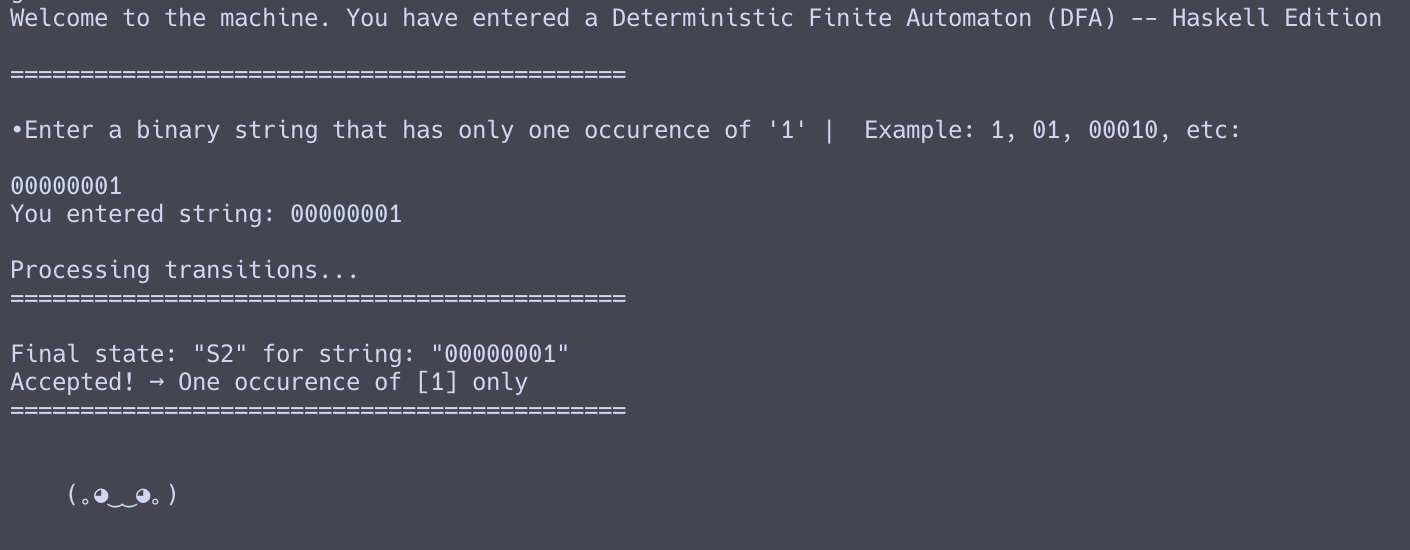 Welcome to the machine. You have entered a Deterministic Finite Automaton (DFA) -- Haskell Edition
============================================
•Enter a binary string that has only one occurence of '1' |  Example: 1, 01, 00010, etc:
00000001
You entered string: 00000001
Processing transitions...
============================================
Final state: "S2" for string: "00000001"
Accepted! → One occurence of [1] only
============================================
(｡◕‿‿◕｡)